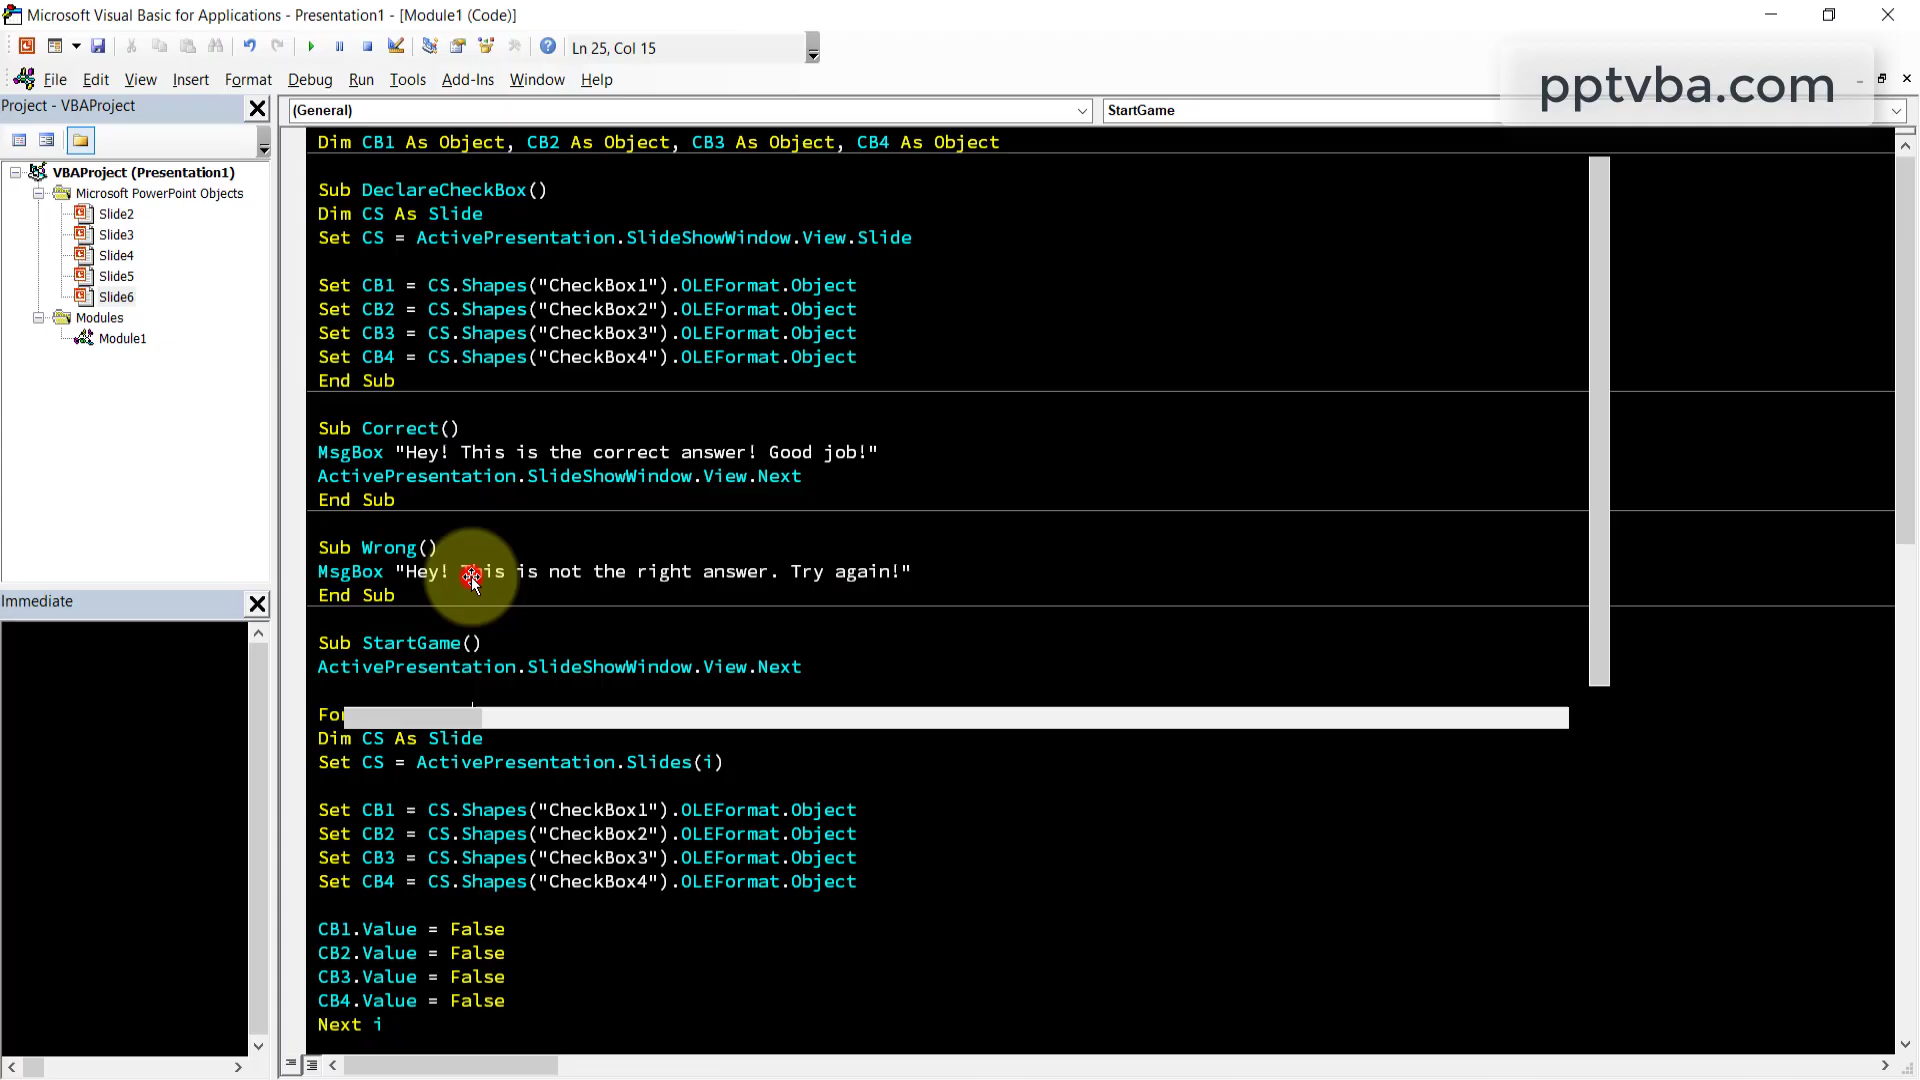 Microsoft Visual Basic for Applications - Presentation1 - [Module1 (Code)]
Ln 25, Col 15
File Edit View Insert Format Debug Run Tools Add-Ins Window Help
pptvba.com
Project - VBAProject
(General)
StartGame
VBAProject (Presentation1)
Microsoft PowerPoint Objects
Slide2
Slide3
Slide4
Slide5
Slide6
Modules
Module1
Immediate
Dim CB1 As Object, CB2 As Object, CB3 As Object, CB4 As Object
Sub DeclareCheckBox()
Dim CS As Slide
Set CS = ActivePresentation.SlideShowWindow.View.Slide
Set CB1 = CS.Shapes("CheckBox1").OLEFormat.Object
Set CB2 = CS.Shapes("CheckBox2").OLEFormat.Object
Set CB3 = CS.Shapes("CheckBox3").OLEFormat.Object
Set CB4 = CS.Shapes("CheckBox4").OLEFormat.Object
End Sub
Sub Correct()
MsgBox "Hey! This is the correct answer! Good job!"
ActivePresentation.SlideShowWindow.View.Next
End Sub
Sub Wrong()
MsgBox "Hey! This is not the right answer. Try again!"
End Sub
Sub StartGame()
ActivePresentation.SlideShowWindow.View.Next
For
Dim CS As Slide
Set CS = ActivePresentation.Slides(i)
Set CB1 = CS.Shapes("CheckBox1").OLEFormat.Object
Set CB2 = CS.Shapes("CheckBox2").OLEFormat.Object
Set CB3 = CS.Shapes("CheckBox3").OLEFormat.Object
Set CB4 = CS.Shapes("CheckBox4").OLEFormat.Object
CB1.Value = False
CB2.Value = False
CB3.Value = False
CB4.Value = False
Next i